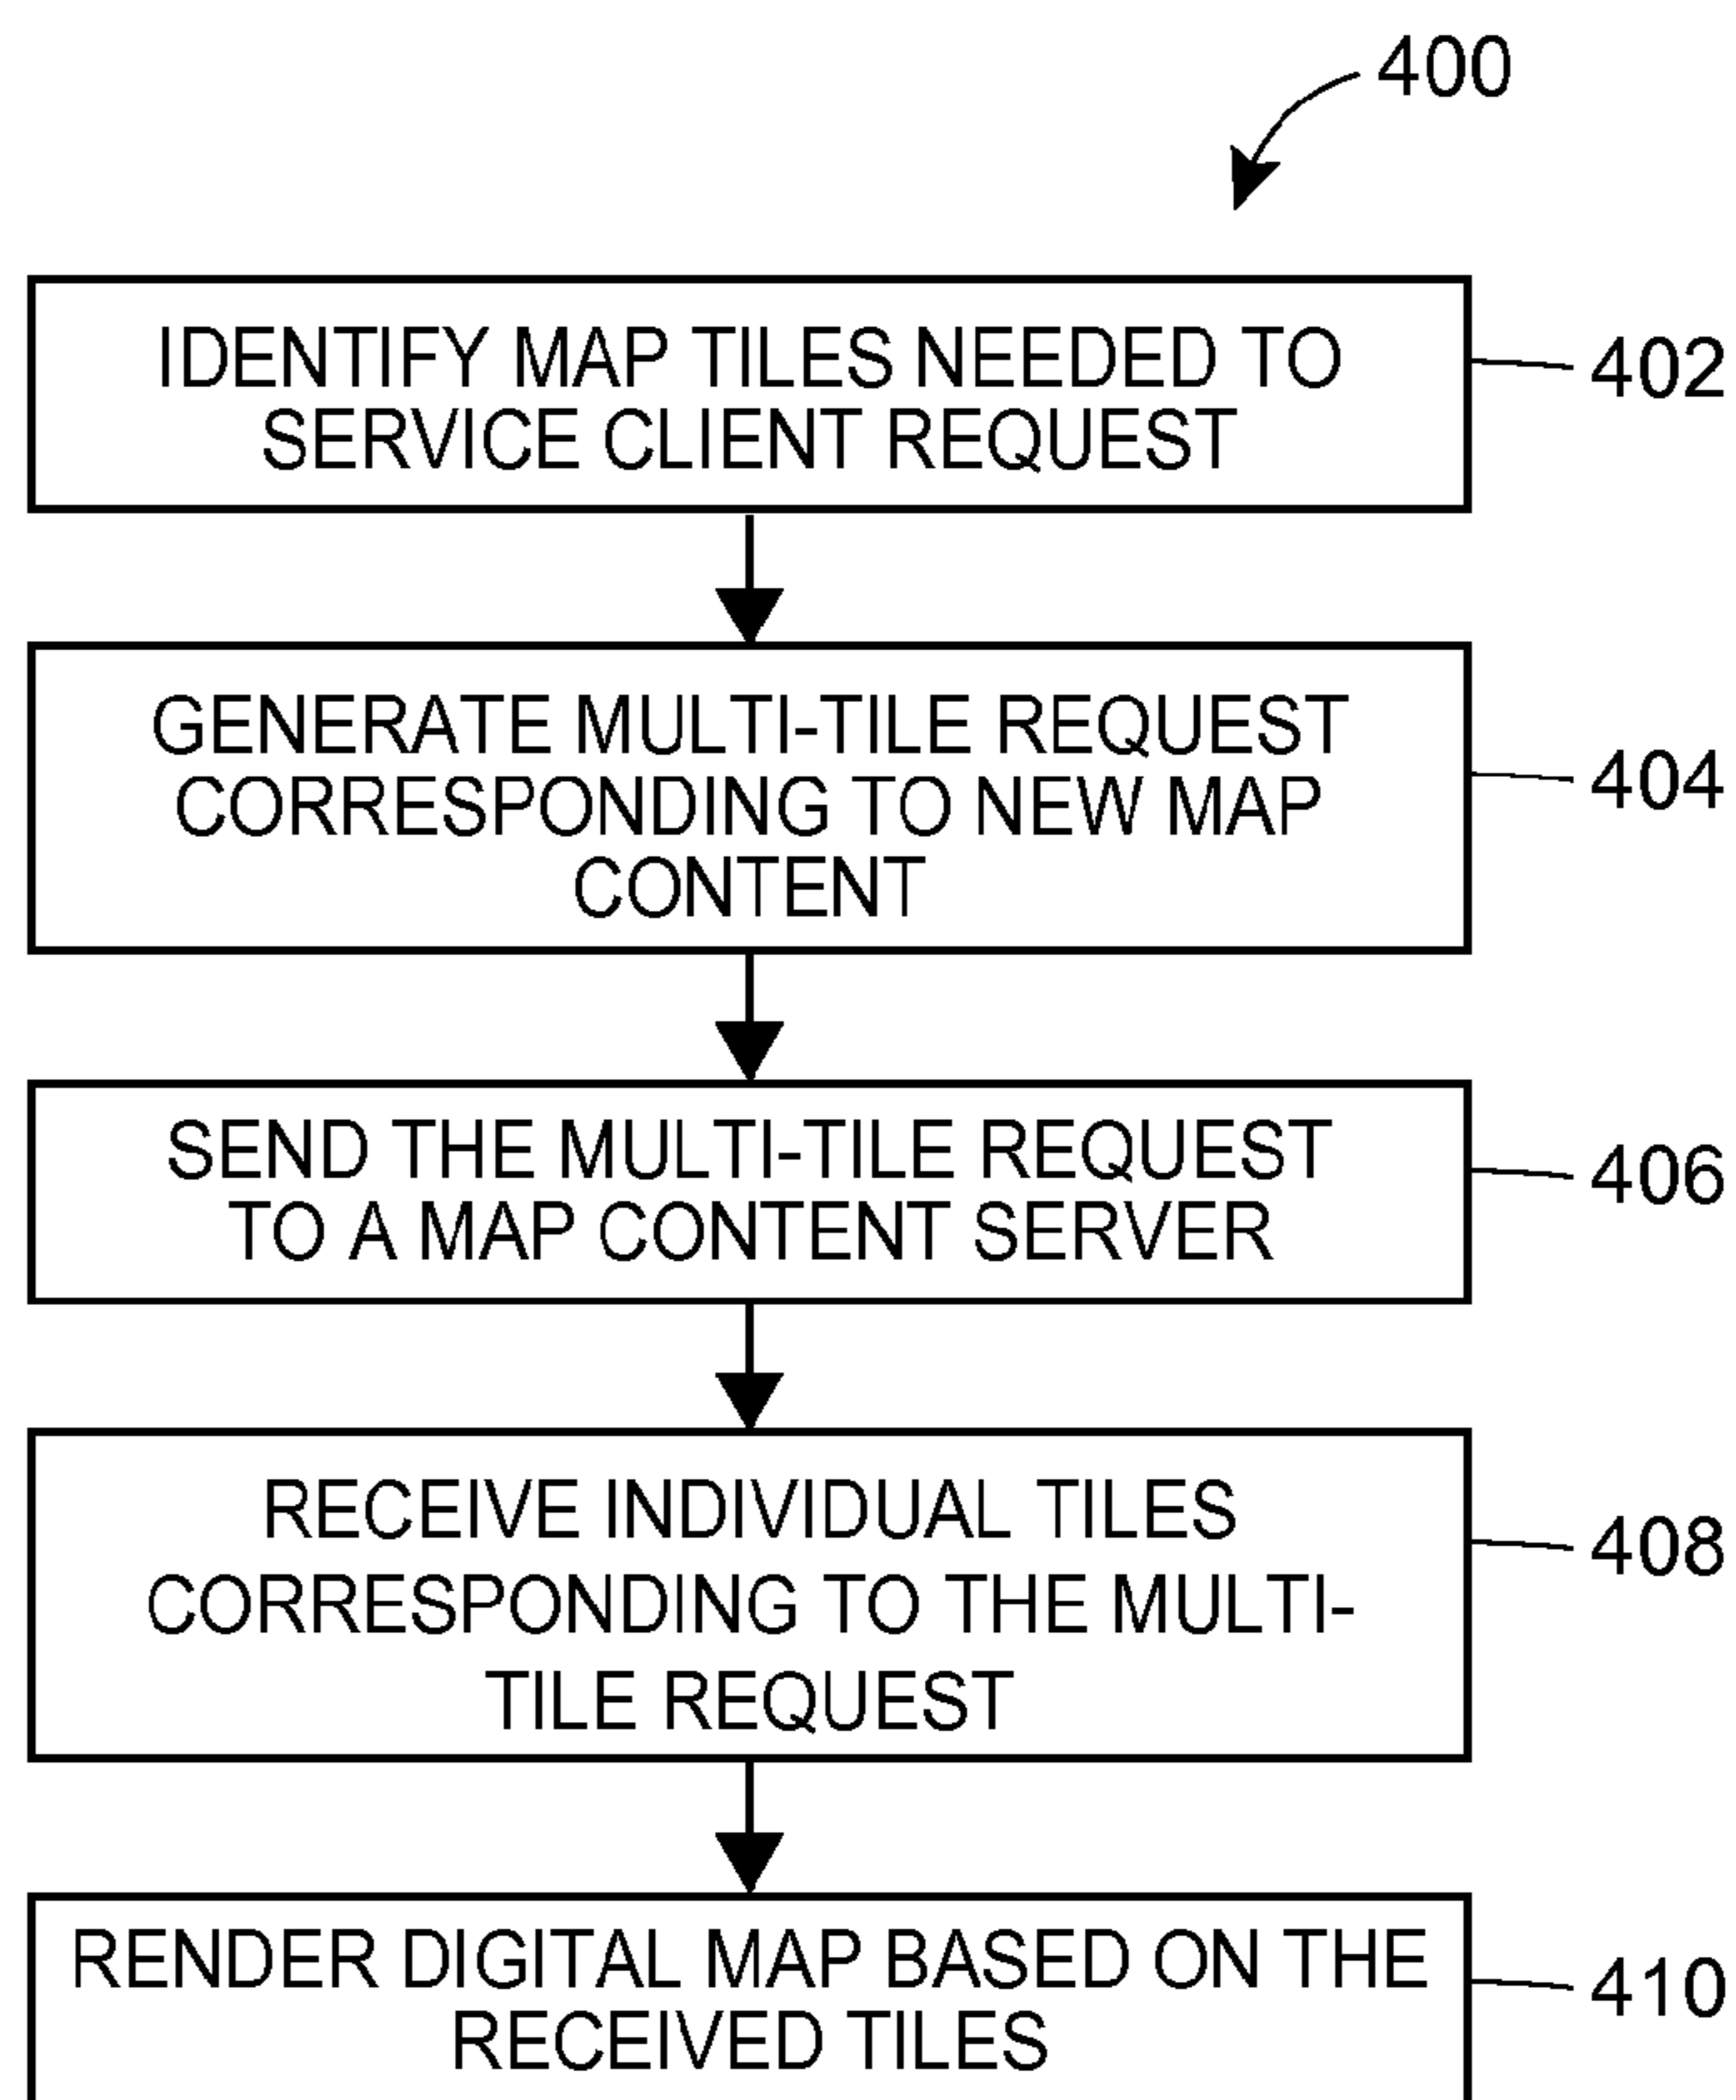 400
IDENTIFY MAP TILES NEEDED TO
SERVICE CLIENT REQUEST
402
GENERATE MULTI-TILE REQUEST
CORRESPONDING TO NEW MAP
CONTENT
404
SEND THE MULTI-TILE REQUEST
TO A MAP CONTENT SERVER
406
RECEIVE INDIVIDUAL TILES
CORRESPONDING TO THE MULTI-
TILE REQUEST
408
RENDER DIGITAL MAP BASED ON THE
RECEIVED TILES
410